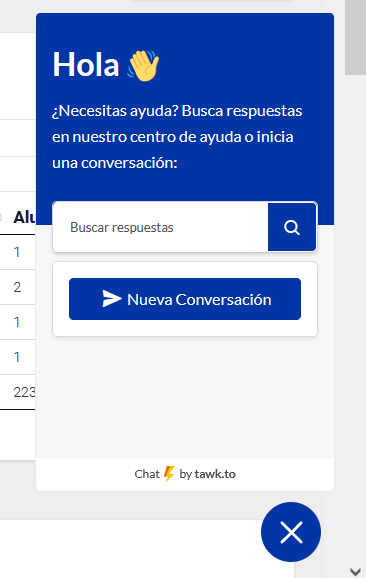 Hola 👋
¿Necesitas ayuda? Busca respuestas
en nuestro centro de ayuda o inicia
una conversación:
Buscar respuestas
Nueva Conversación
Alu
1
2
1
1
223
Chat ⚡ by tawk.to